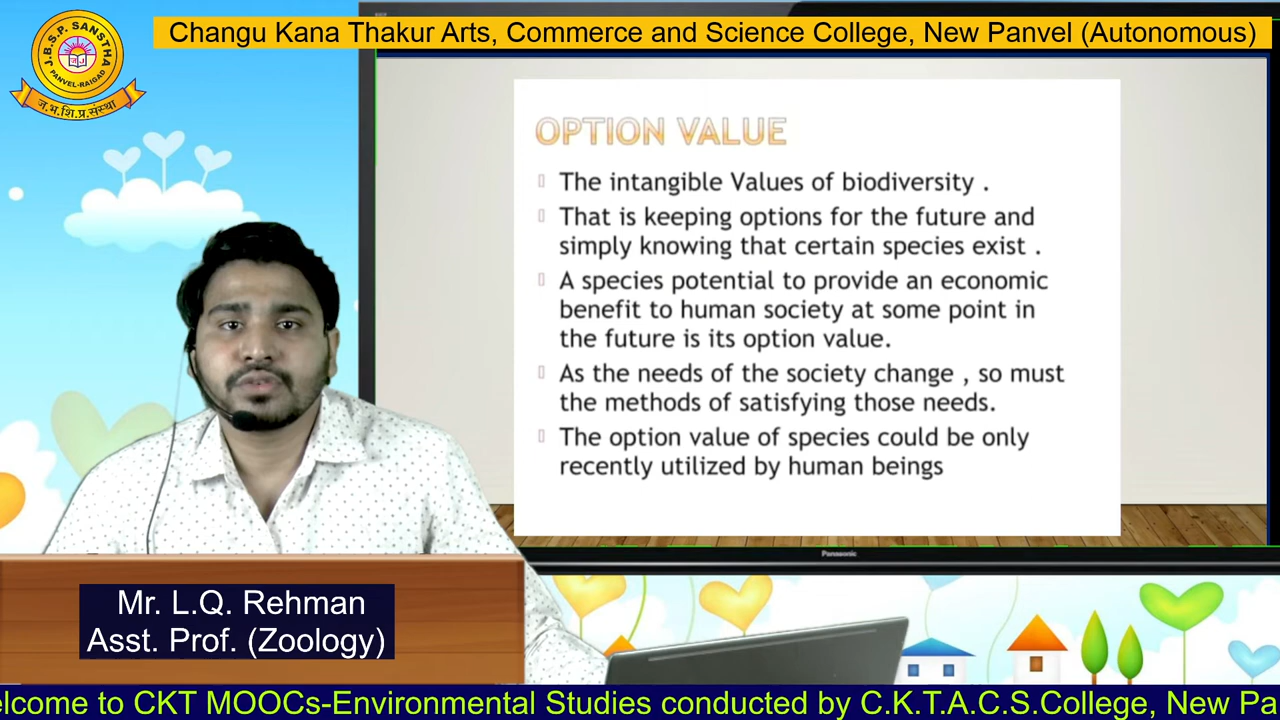 J.B.S.P. SANSTHA
PANVEL-RAIGAD
ज.भ.शि.प्र.संस्था
Changu Kana Thakur Arts, Commerce and Science College, New Panvel (Autonomous)
OPTION VALUE
The intangible Values of biodiversity .
That is keeping options for the future and
simply knowing that certain species exist .
A species potential to provide an economic
benefit to human society at some point in
the future is its option value.
As the needs of the society change , so must
the methods of satisfying those needs.
The option value of species could be only
recently utilized by human beings
Panasonic
Mr. L.Q. Rehman
Asst. Prof. (Zoology)
elcome to CKT MOOCs-Environmental Studies conducted by C.K.T.A.C.S.College, New Pa